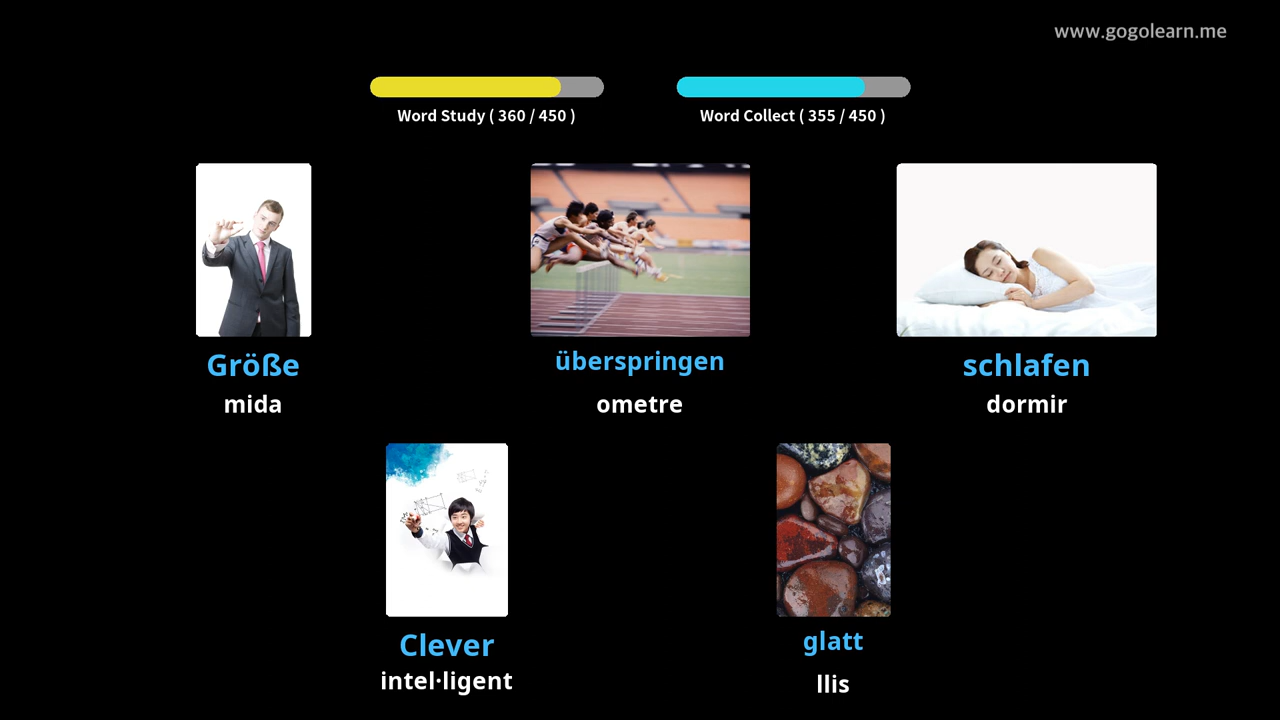 www.gogolearn.me
Word Study ( 360 / 450 )
Word Collect ( 355 / 450 )
Größe
mida
überspringen
ometre
schlafen
dormir
Clever
intel·ligent
glatt
llis